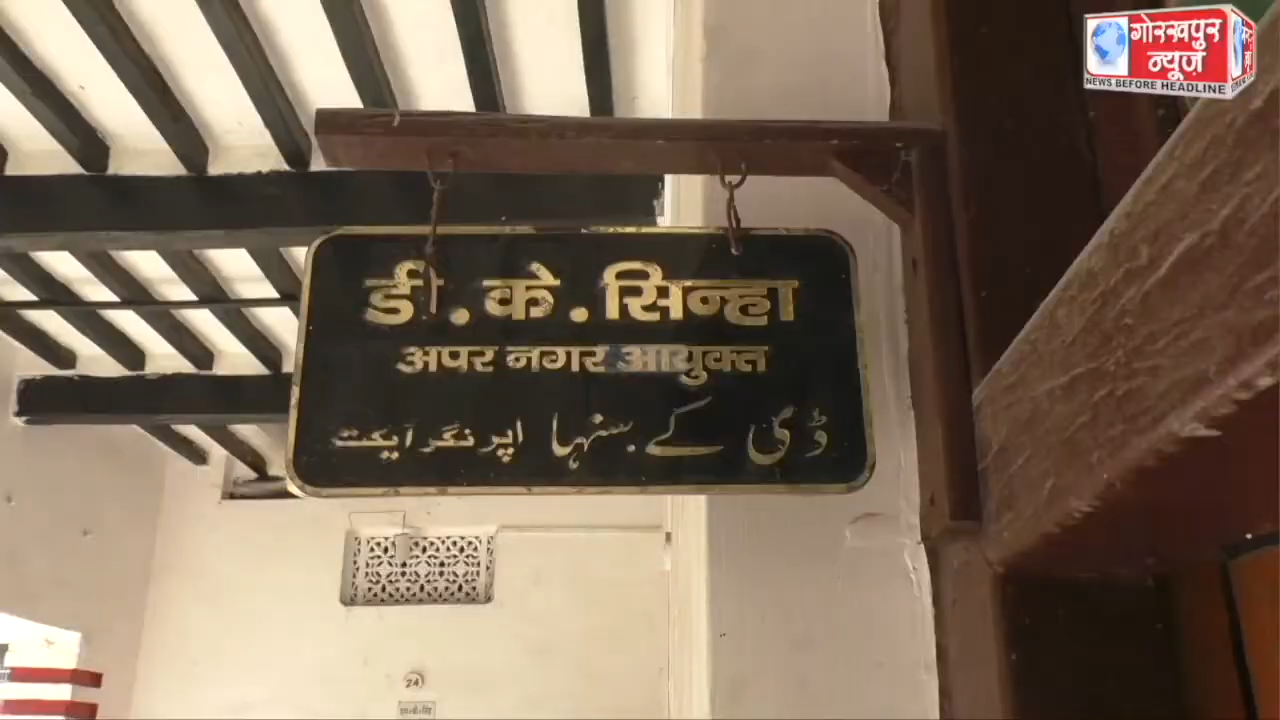 गोरखपुर
न्यूज़
NEWS BEFORE HEADLINE
डी.के.सिन्हा
अपर नगर आयुक्त
ڈی کے سنہا اپر نگر آیکت
24